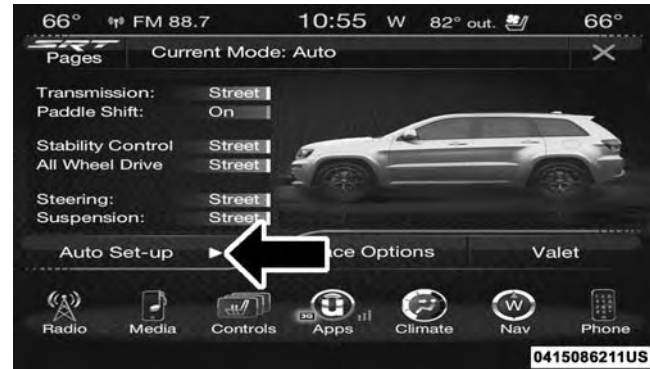 66° FM 88.7 10:55 W 82° out. 66°
SRT Pages Current Mode: Auto
Transmission: Street
Paddle Shift: On
Stability Control Street
All Wheel Drive Street
Steering: Street
Suspension: Street
Auto Set-up ace Options Valet
Radio Media Controls 3G Apps Climate W Nav Phone
0415086211US